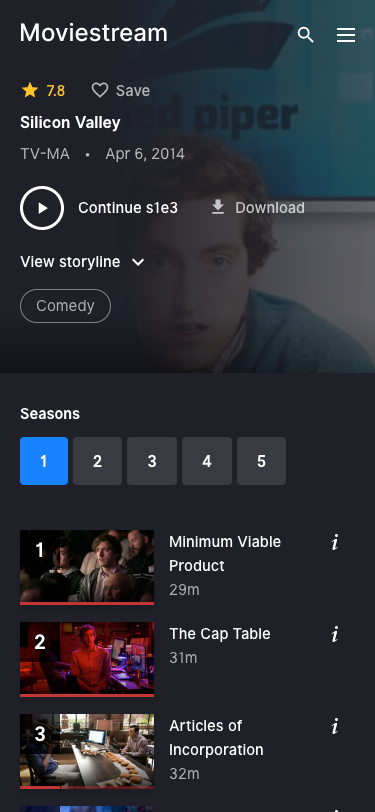 Moviestream
7.8 Save
pied piper
Silicon Valley
TV-MA • Apr 6, 2014
Continue s1e3 Download
View storyline
Comedy
Seasons
1 2 3 4 5
1 Minimum Viable
Product
29m
i
2 The Cap Table
31m
i
3 Articles of
Incorporation
32m
i